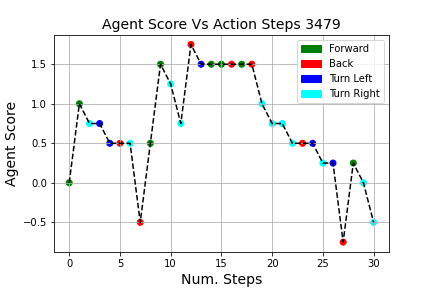 Agent Score Vs Action Steps 3479
Agent Score
1.5
1.0
0.5
0.0
−0.5
Forward
Back
Turn Left
Turn Right
0 5 10 15 20 25 30
Num. Steps